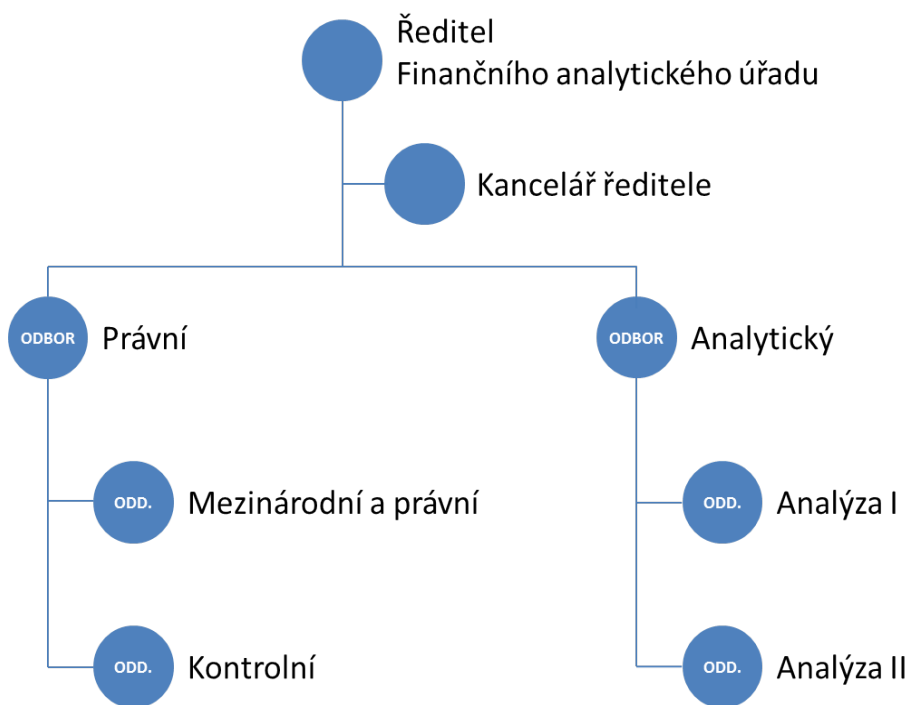 Ředitel
Finančního analytického úřadu
Kancelář ředitele
ODBOR Právní
ODBOR Analytický
ODD. Mezinárodní a právní
ODD. Analýza I
ODD. Kontrolní
ODD. Analýza II